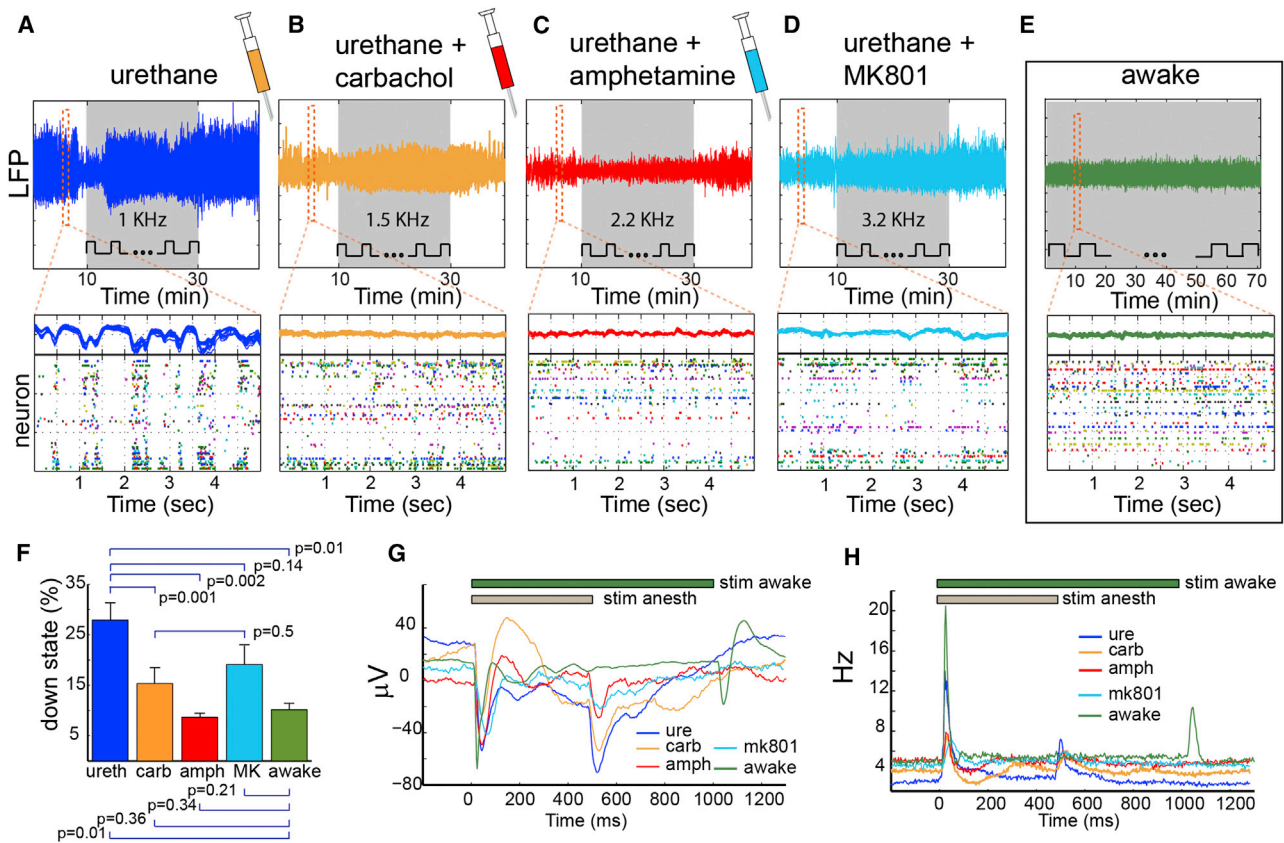 A
urethane
LFP
1 KHz
10 30
Time (min)
neuron
1 2 3 4
Time (sec)
B
urethane +
carbachol
1.5 KHz
10 30
Time (min)
1 2 3 4
Time (sec)
C
urethane +
amphetamine
2.2 KHz
10 30
Time (min)
1 2 3 4
Time (sec)
D
urethane +
MK801
3.2 KHz
10 30
Time (min)
1 2 3 4
Time (sec)
E
awake
10 20 30 40 50 60 70
Time (min)
1 2 3 4
Time (sec)
F
p=0.01
p=0.14
p=0.002
p=0.001
p=0.5
down state (%)
35
25
15
5
ureth carb amph MK awake
p=0.21
p=0.34
p=0.36
p=0.01
G
stim awake
stim anesth
μV
40
0
−40
−80
ure
carb
amph
mk801
awake
0 200 400 600 800 1000 1200
Time (ms)
H
stim awake
stim anesth
Hz
20
16
12
8
4
ure
carb
amph
mk801
awake
0 200 400 600 800 1000 1200
Time (ms)